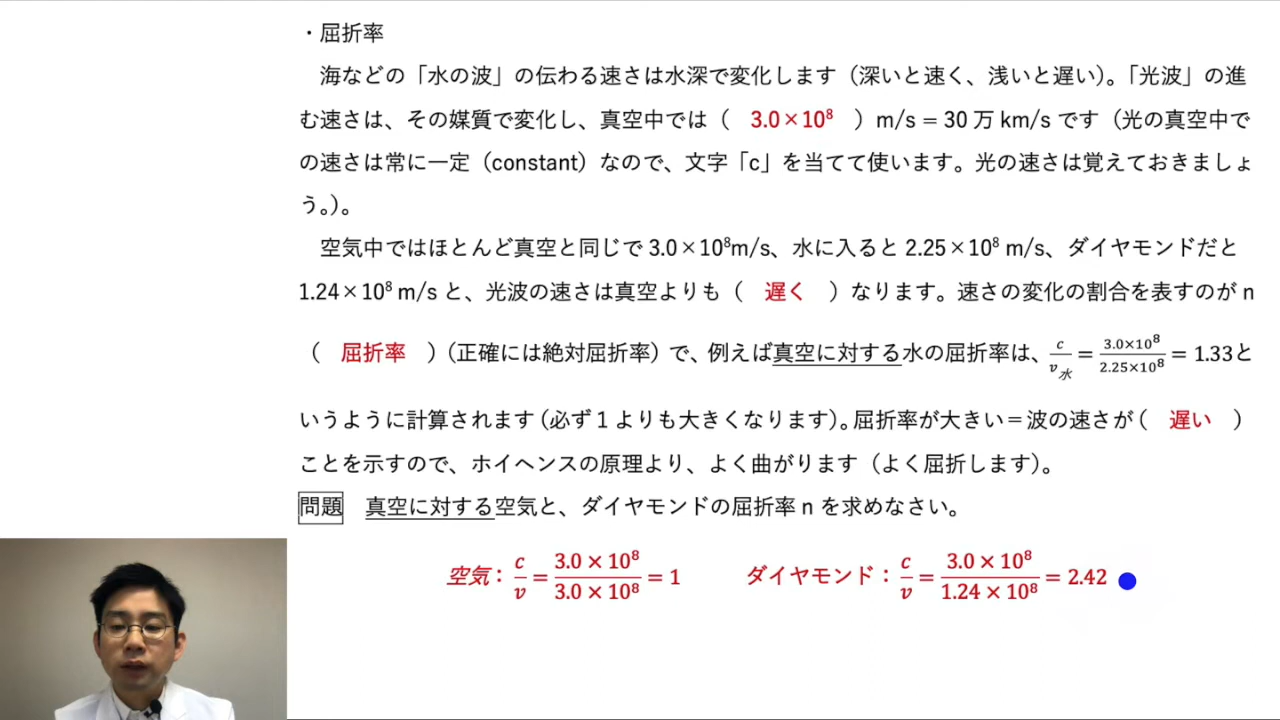 ・屈折率
海などの「水の波」の伝わる速さは水深で変化します（深いと速く、浅いと遅い）。「光波」の進
む速さは、その媒質で変化し、真空中では（ 3.0×10⁸ ）m/s = 30 万 km/s です（光の真空中で
の速さは常に一定（constant）なので、文字「c」を当てて使います。光の速さは覚えておきましょ
う。）。
空気中ではほとんど真空と同じで 3.0×10⁸m/s、水に入ると 2.25×10⁸ m/s、ダイヤモンドだと
1.24×10⁸ m/s と、光波の速さは真空よりも（ 遅く ）なります。速さの変化の割合を表すのが n
（ 屈折率 ）（正確には絶対屈折率）で、例えば真空に対する水の屈折率は、c/v水 = 3.0×10⁸/2.25×10⁸ = 1.33と
いうように計算されます（必ず 1 よりも大きくなります）。屈折率が大きい＝波の速さが（ 遅い ）
ことを示すので、ホイヘンスの原理より、よく曲がります（よく屈折します）。
問題 真空に対する空気と、ダイヤモンドの屈折率 n を求めなさい。
空気：c/v = 3.0×10⁸/3.0×10⁸ = 1 ダイヤモンド：c/v = 3.0×10⁸/1.24×10⁸ = 2.42